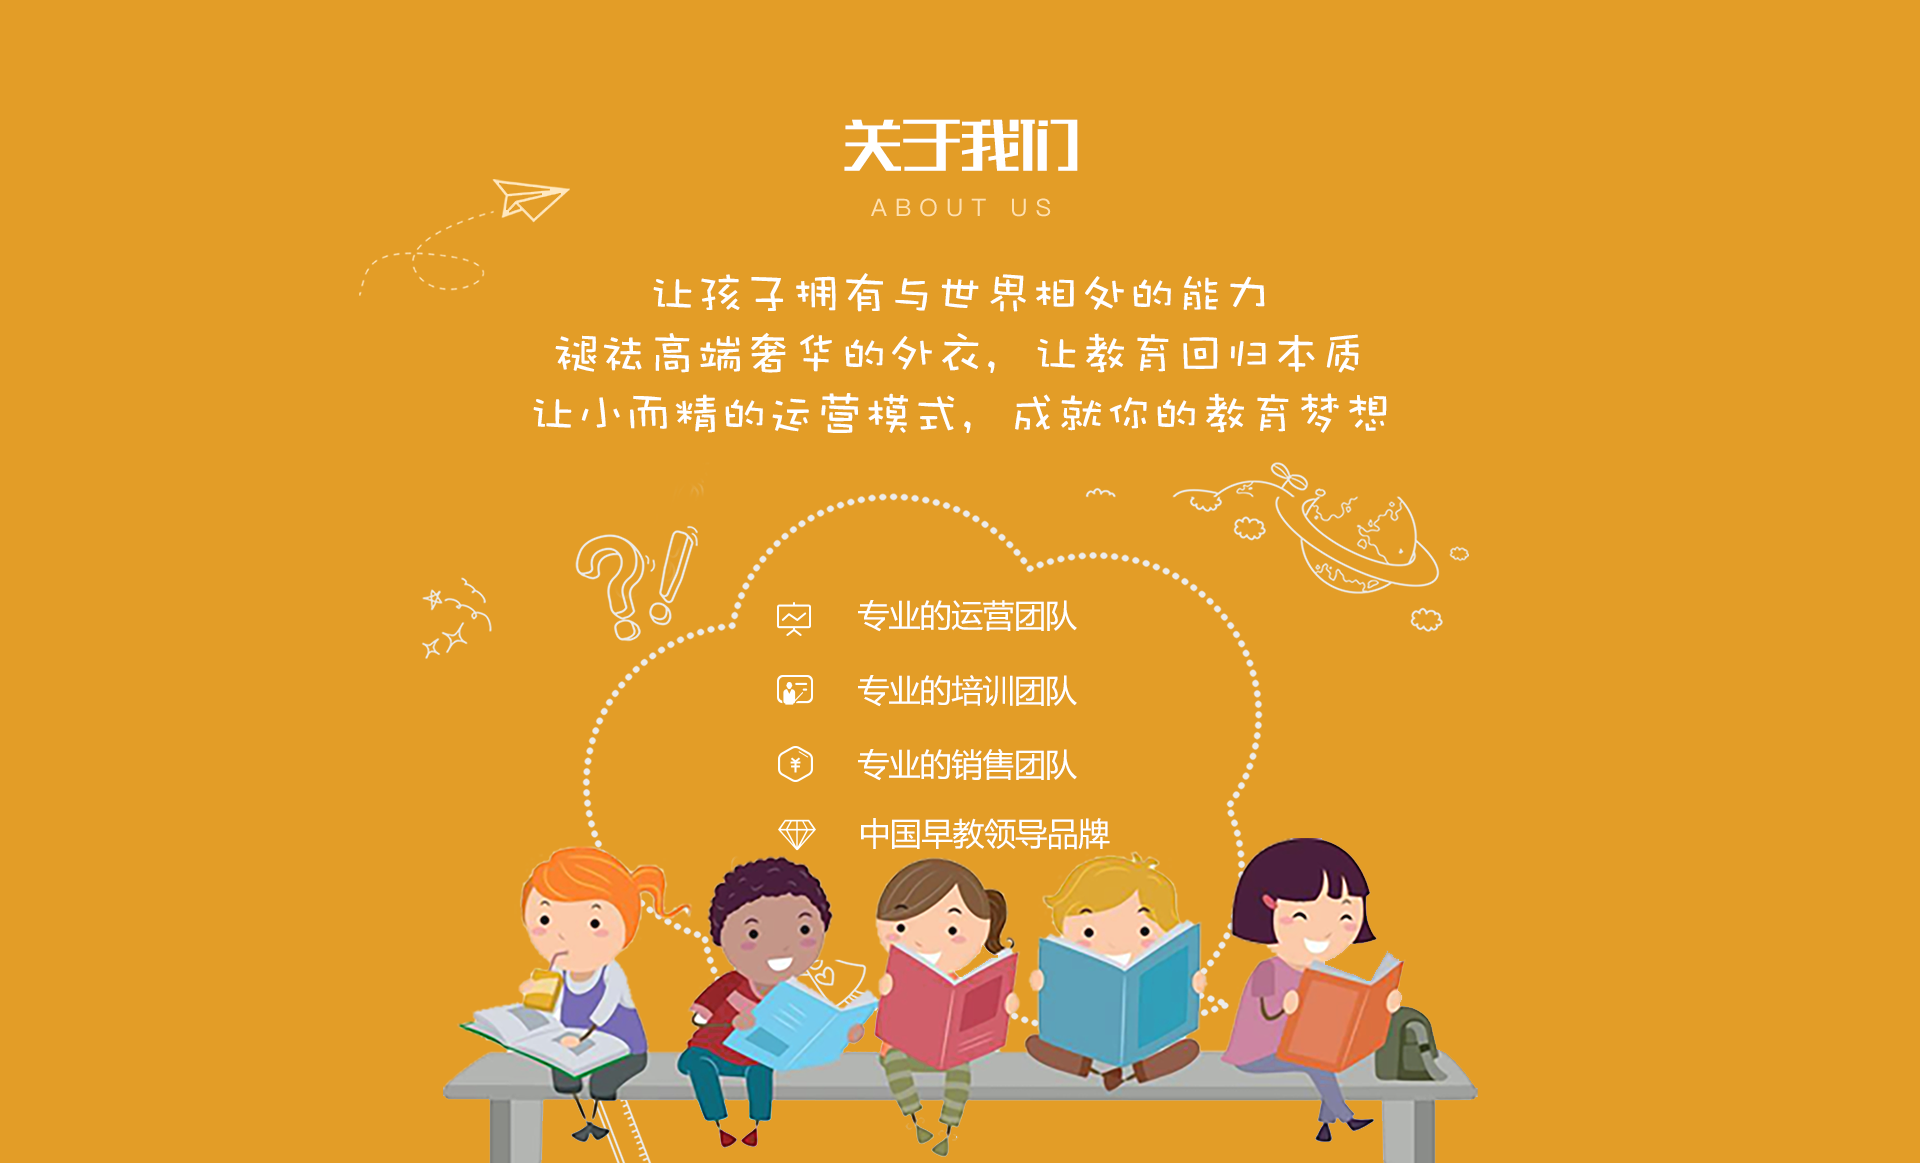 关于我们
ABOUT US
让孩子拥有与世界相处的能力
褪祛高端奢华的外衣，让教育回归本质
让小而精的运营模式，成就你的教育梦想
专业的运营团队
专业的培训团队
专业的销售团队
中国早教领导品牌